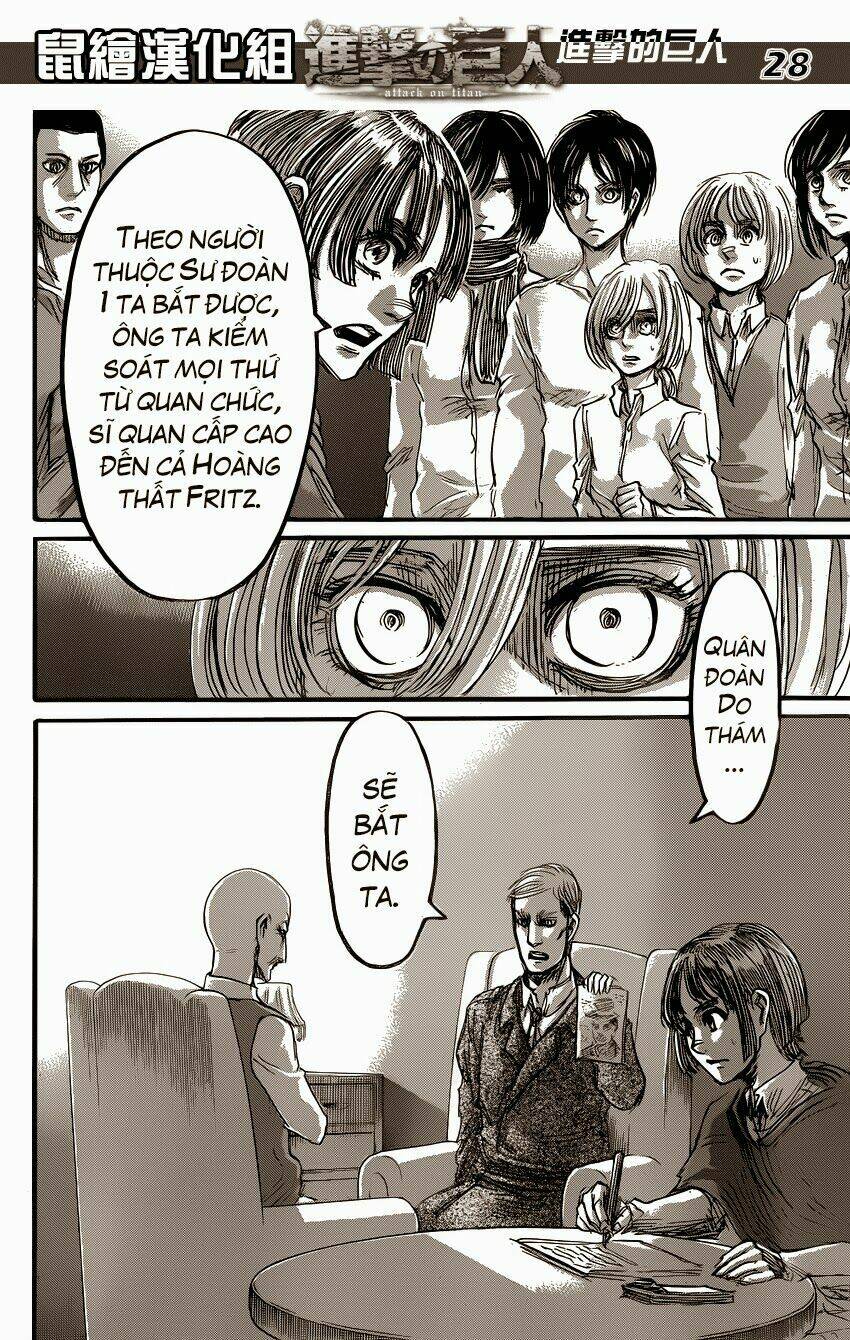 鼠繪漢化組 進撃の巨人 進擊的巨人 28
attack on titan
THEO NGƯỜI
THUỘC SƯ ĐOÀN
1 TA BẮT ĐƯỢC,
ÔNG TA KIỂM
SOÁT MỌI THỨ
TỪ QUAN CHỨC,
SĨ QUAN CẤP CAO
ĐẾN CẢ HOÀNG
THẤT FRITZ.
QUÂN
ĐOÀN
DO
THÁM
...
SẼ
BẮT
ÔNG
TA.